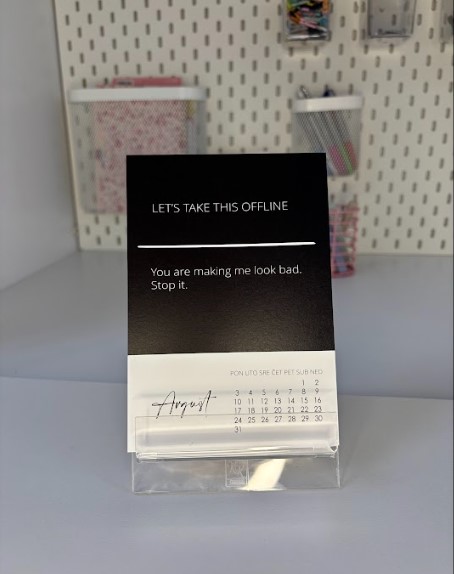 LET'S TAKE THIS OFFLINE
You are making me look bad.
Stop it.
PON UTO SRE ČET PET SUB NED
August
1 2
3 4 5 6 7 8 9
10 11 12 13 14 15 16
17 18 19 20 21 22 23
24 25 26 27 28 29 30
31